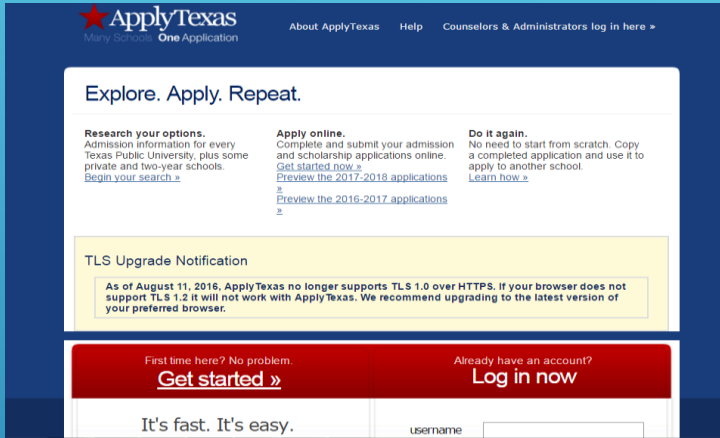 ApplyTexas
Many Schools One Application
About ApplyTexas Help Counselors & Administrators log in here »
Explore. Apply. Repeat.
Research your options.
Admission information for every
Texas Public University, plus some
private and two-year schools.
Begin your search »
Apply online.
Complete and submit your admission
and scholarship applications online.
Get started now »
Preview the 2017-2018 applications
»
Preview the 2016-2017 applications
»
Do it again.
No need to start from scratch. Copy
a completed application and use it to
apply to another school.
Learn how »
TLS Upgrade Notification
As of August 11, 2016, ApplyTexas no longer supports TLS 1.0 over HTTPS. If your browser does not
support TLS 1.2 it will not work with ApplyTexas. We recommend upgrading to the latest version of
your preferred browser.
First time here? No problem.
Get started »
It's fast. It's easy.
Already have an account?
Log in now
username